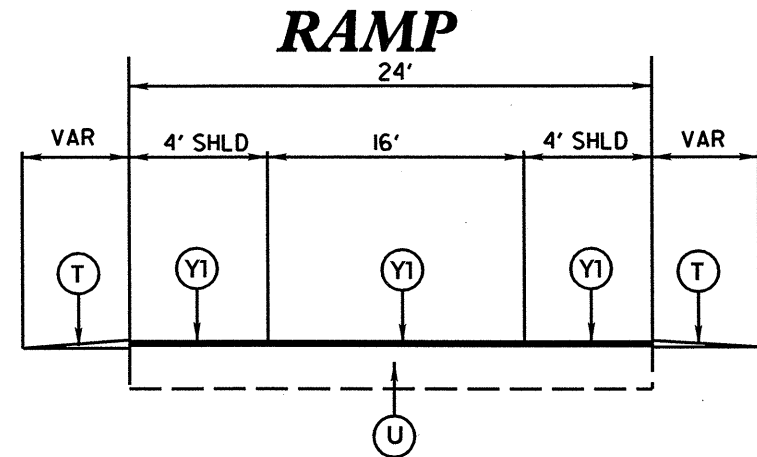 RAMP
24'
VAR 4' SHLD 16' 4' SHLD VAR
T Y1 Y1 Y1 T
U